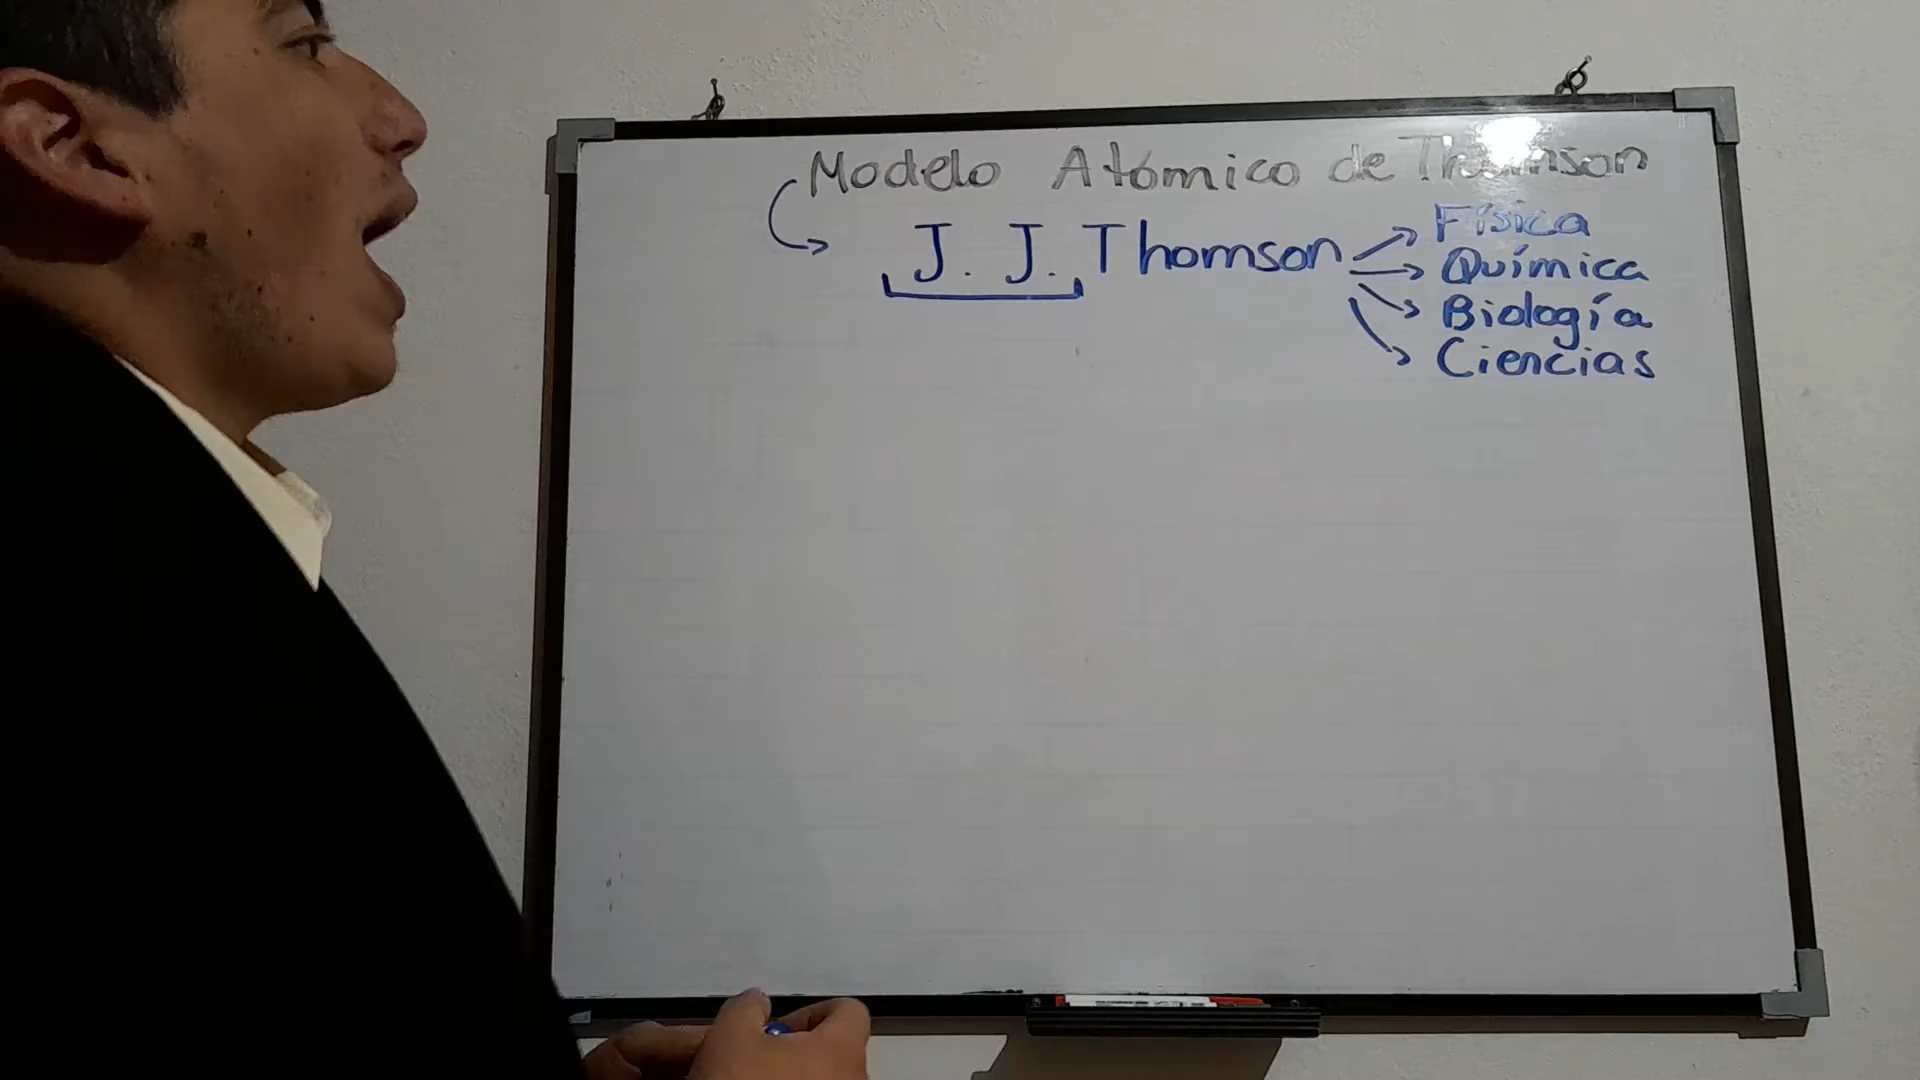 Modelo Atómico de Thomson
J. J. Thomson
Física
Química
Biología
Ciencias